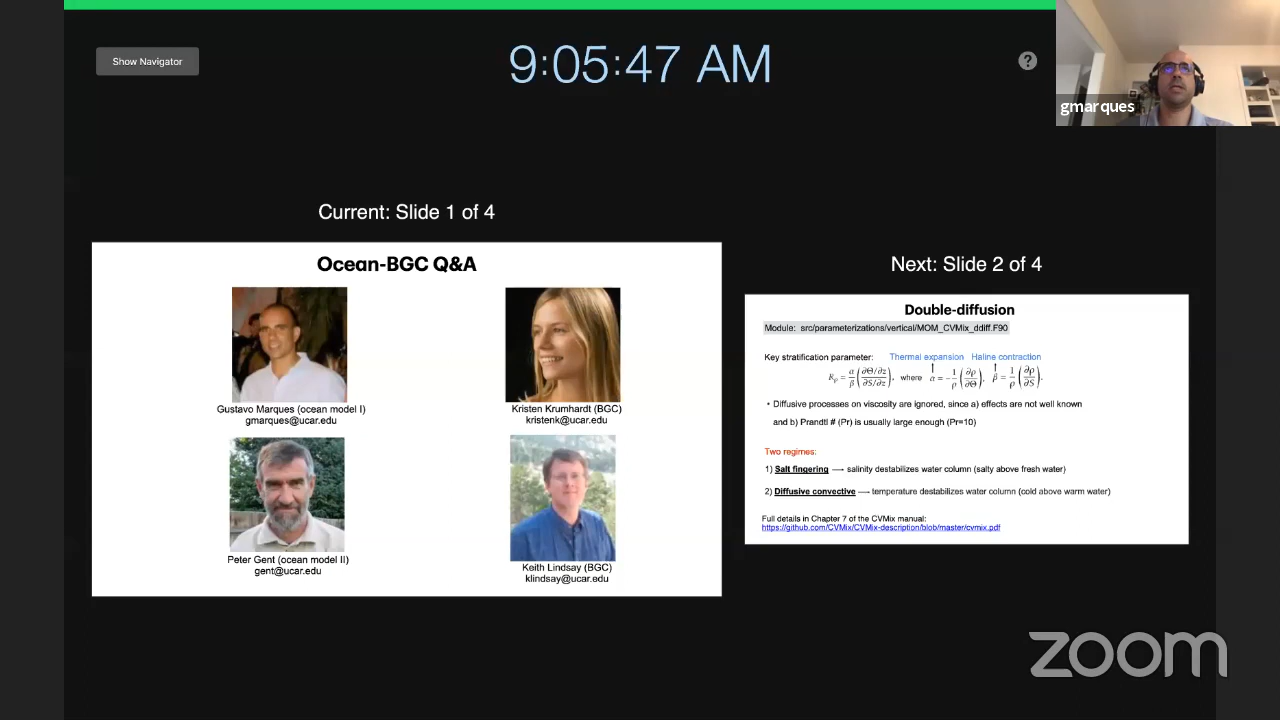 Show Navigator
9:05:47 AM
?
gmarques
Current: Slide 1 of 4
Ocean-BGC Q&A
Gustavo Marques (ocean model I)
gmarques@ucar.edu
Kristen Krumhardt (BGC)
kristenk@ucar.edu
Peter Gent (ocean model II)
gent@ucar.edu
Keith Lindsay (BGC)
klindsay@ucar.edu
Next: Slide 2 of 4
Double-diffusion
Module: src/parameterizations/vertical/MOM_CVMix_ddiff.F90
Key stratification parameter: Thermal expansion Haline contraction
Rρ = α/β (∂Θ/∂z / ∂S/∂z), where α = −1/ρ (∂ρ/∂Θ), β = 1/ρ (∂ρ/∂S).
• Diffusive processes on viscosity are ignored, since a) effects are not well known
and b) Prandtl # (Pr) is usually large enough (Pr=10)
Two regimes:
1) Salt fingering → salinity destabilizes water column (salty above fresh water)
2) Diffusive convective → temperature destabilizes water column (cold above warm water)
Full details in Chapter 7 of the CVMix manual:
https://github.com/CVMix/CVMix-description/blob/master/cvmix.pdf
zoom